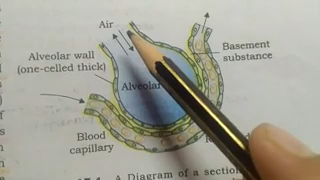 Air
Alveolar wall
(one-celled thick)
Basement
substance
Alveolar
Blood
capillary
A Diagram of a section